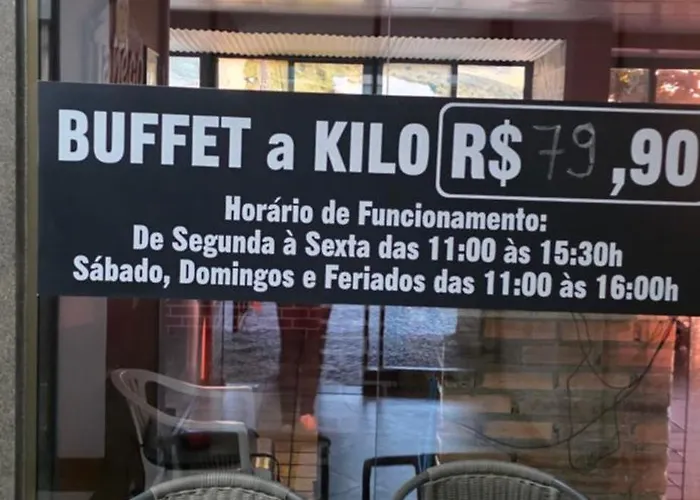 BUFFET a KILO R$ 79,90
Horário de Funcionamento:
De Segunda à Sexta das 11:00 às 15:30h
Sábado, Domingos e Feriados das 11:00 às 16:00h